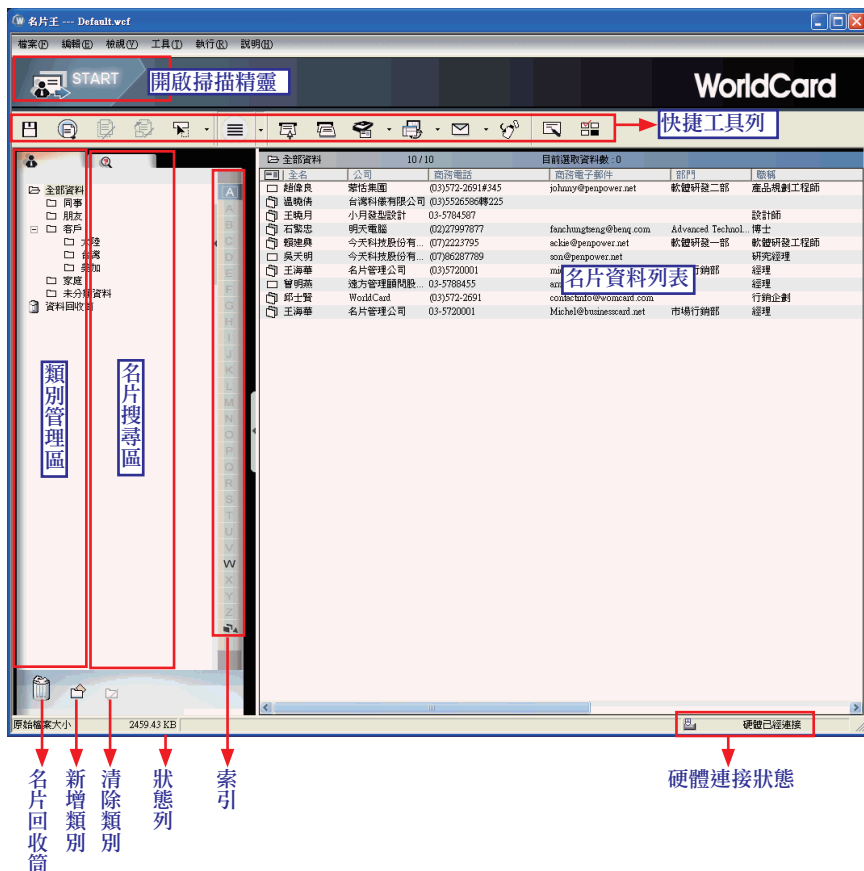 名片王 --- Default.wcf
檔案(F) 編輯(E) 檢視(V) 工具(T) 執行(R) 說明(H)
START
開啟掃描精靈
WorldCard
快捷工具列
全部資料 10 / 10 目前選取資料數 : 0
全名 公司 商務電話 商務電子郵件 部門 職稱
趙偉良 蒙恬集團 (03)572-2691#345 johnny@penpower.net 軟體研發二部 產品規劃工程師
溫曉倩 台灣科儀有限公司 (03)5526586轉225
王曉月 小月發型設計 03-5784587 設計師
石繁忠 明天電腦 (02)27997877 fanchungtseng@benq.com Advanced Technol... 博士
賴建興 今天科技股份有... (07)2223795 ackie@penpower.net 軟體研發一部 軟體研發工程師
吳天明 今天科技股份有... (07)86287789 son@penpower.net 研究經理
王海華 名片管理公司 (03)5720001 行銷部 經理
曾明燕 遠方管理顧問股... 03-5788455 經理
邱士賢 WorldCard (03)572-2691 contactinfo@womcard.com 行銷企劃
王海華 名片管理公司 03-5720001 Michel@businesscard.net 市場行銷部 經理
名片資料列表
全部資料
同事
朋友
客戶
大陸
台灣
美加
家庭
未分類資料
資料回收筒
類別管理區
名片搜尋區
A
A
B
C
D
E
F
G
H
I
J
K
L
M
N
O
P
Q
R
S
T
U
V
W
X
Y
Z
原始檔案大小 2459.43 KB 硬體已經連接
名片回收筒
新增類別
清除類別
狀態列
索引
硬體連接狀態